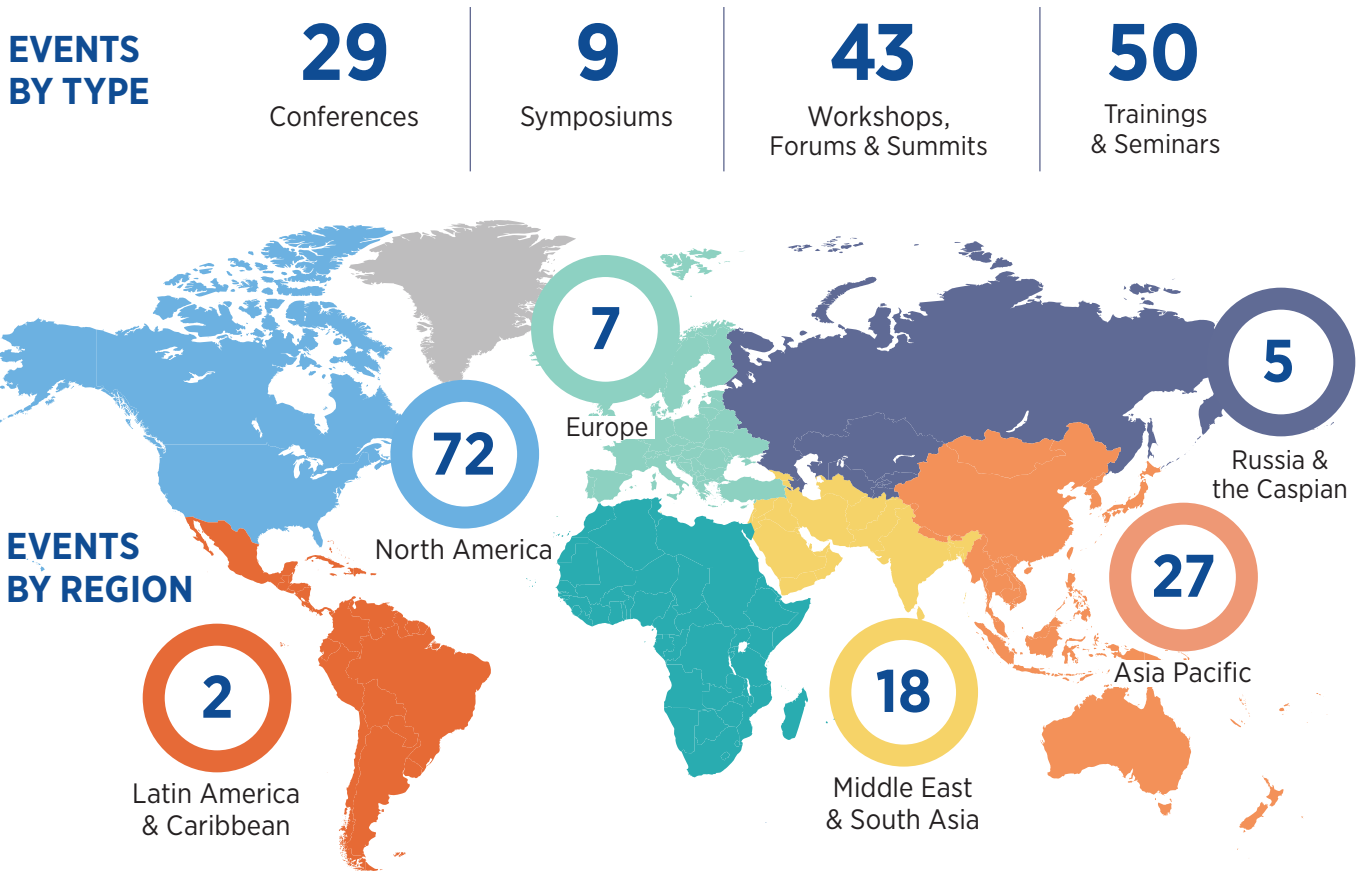 EVENTS
BY TYPE
29
Conferences
9
Symposiums
43
Workshops,
Forums & Summits
50
Trainings
& Seminars
7
Europe
5
Russia &
the Caspian
72
North America
EVENTS
BY REGION
27
Asia Pacific
2
Latin America
& Caribbean
18
Middle East
& South Asia